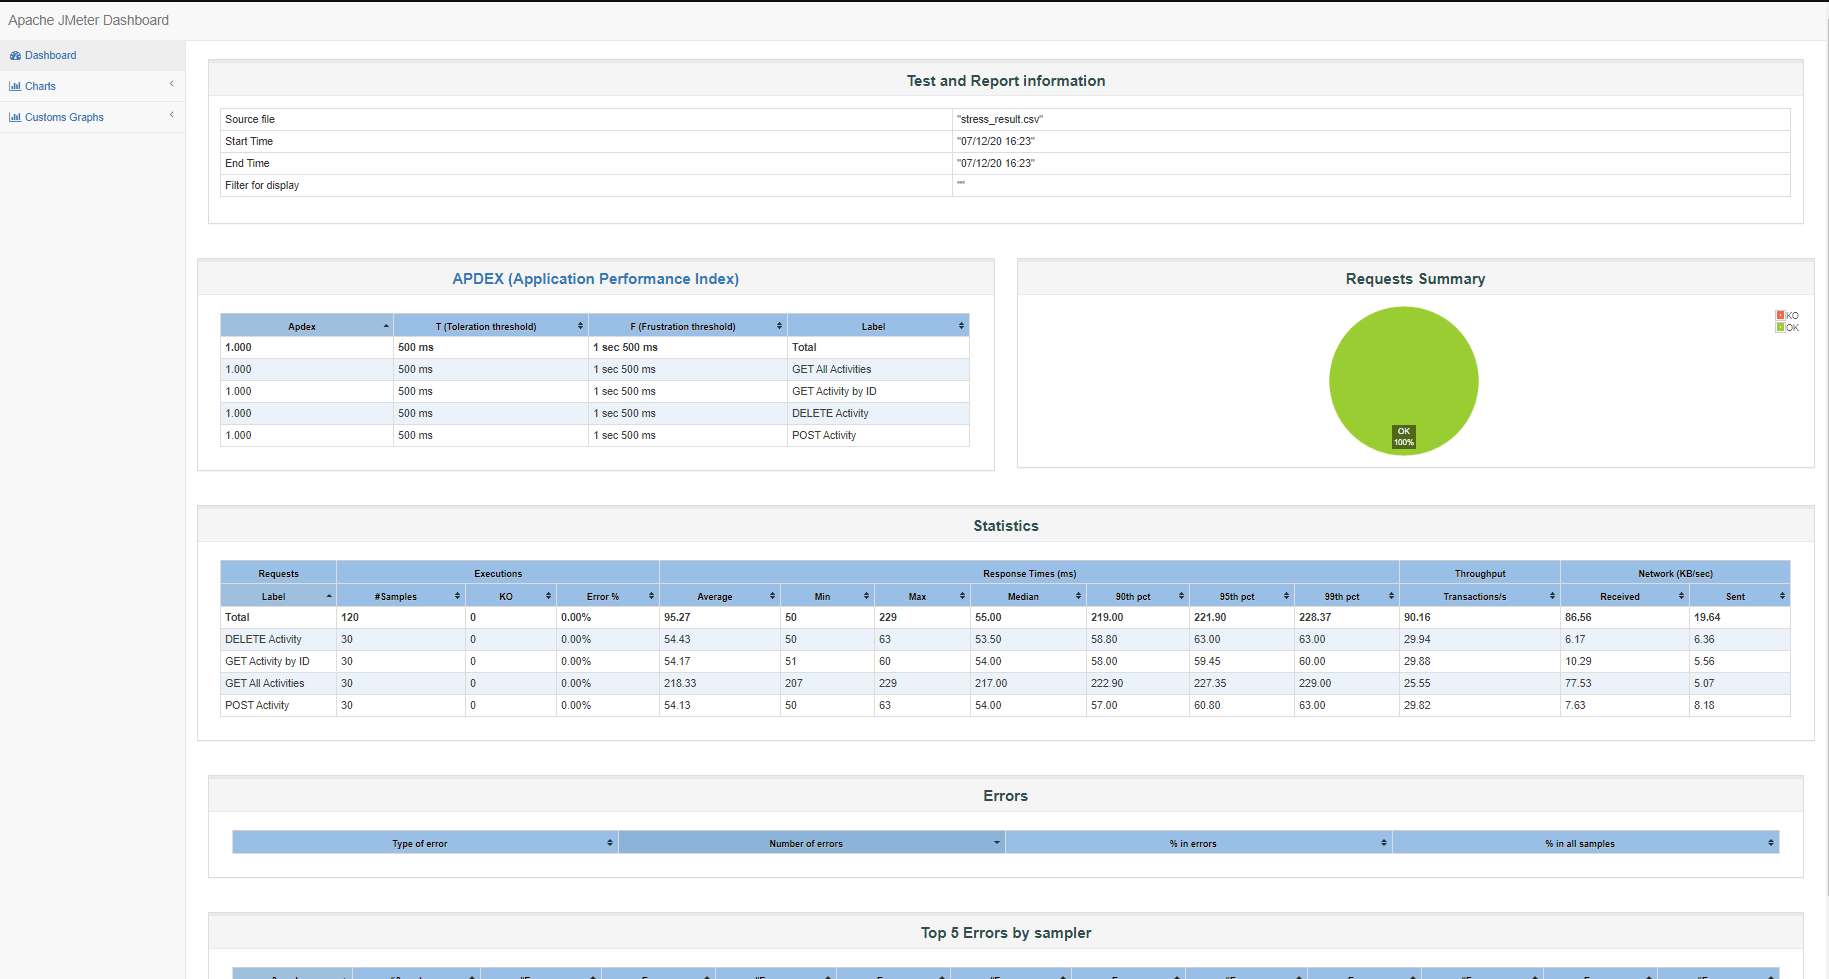 Apache JMeter Dashboard
Dashboard
Charts
Customs Graphs
Test and Report information
Source file "stress_result.csv"
Start Time "07/12/20 16:23"
End Time "07/12/20 16:23"
Filter for display ""
APDEX (Application Performance Index)
Apdex T (Toleration threshold) F (Frustration threshold) Label
1.000 500 ms 1 sec 500 ms Total
1.000 500 ms 1 sec 500 ms GET All Activities
1.000 500 ms 1 sec 500 ms GET Activity by ID
1.000 500 ms 1 sec 500 ms DELETE Activity
1.000 500 ms 1 sec 500 ms POST Activity
Requests Summary
KO
OK
OK
100%
Statistics
Requests Executions Response Times (ms) Throughput Network (KB/sec)
Label #Samples KO Error % Average Min Max Median 90th pct 95th pct 99th pct Transactions/s Received Sent
Total 120 0 0.00% 95.27 50 229 55.00 219.00 221.90 228.37 90.16 86.56 19.64
DELETE Activity 30 0 0.00% 54.43 50 63 53.50 58.80 63.00 63.00 29.94 6.17 6.36
GET Activity by ID 30 0 0.00% 54.17 51 60 54.00 58.00 59.45 60.00 29.88 10.29 5.56
GET All Activities 30 0 0.00% 218.33 207 229 217.00 222.90 227.35 229.00 25.55 77.53 5.07
POST Activity 30 0 0.00% 54.13 50 63 54.00 57.00 60.80 63.00 29.82 7.63 8.18
Errors
Type of error Number of errors % in errors % in all samples
Top 5 Errors by sampler